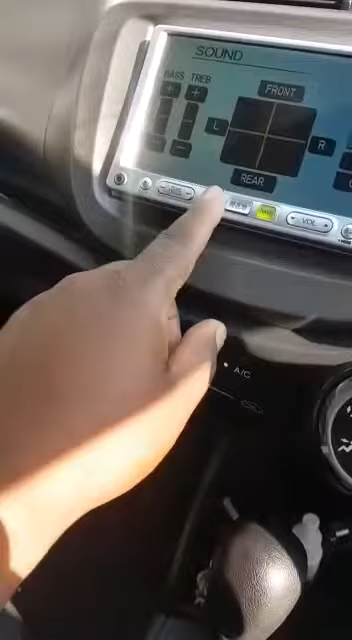 SOUND
BASS TREB
+ +
FRONT
L R
- -
REAR
VOL
A/C